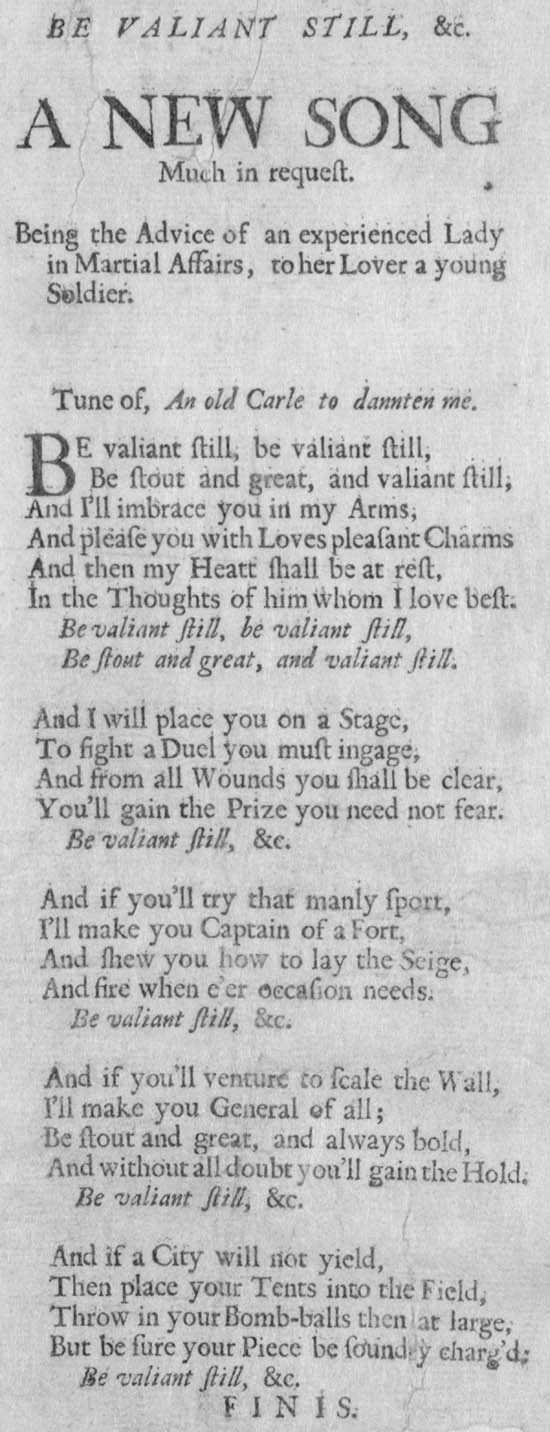 BE VALIANT STILL, &c.
A NEW SONG
Much in requeſt.
Being the Advice of an experienced Lady
in Martial Affairs, to her Lover a young
Soldier.
Tune of, An old Carle to dannten me.
BE valiant ſtill, be valiant ſtill,
Be ſtout and great, and valiant ſtill,
And I'll imbrace you in my Arms,
And pleaſe you with Loves pleaſant Charms
And then my Heart ſhall be at reſt,
In the Thoughts of him whom I love beſt.
Be valiant ſtill, be valiant ſtill,
Be ſtout and great, and valiant ſtill.
And I will place you on a Stage,
To fight a Duel you muſt ingage,
And from all Wounds you ſhall be clear,
You'll gain the Prize you need not fear.
Be valiant ſtill, &c.
And if you'll try that manly ſport,
I'll make you Captain of a Fort,
And ſhew you how to lay the Seige,
And fire when e'er occaſion needs.
Be valiant ſtill, &c.
And if you'll venture to ſcale the Wall,
I'll make you General of all;
Be ſtout and great, and always bold,
And without all doubt you'll gain the Hold.
Be valiant ſtill, &c.
And if a City will not yield,
Then place your Tents into the Field,
Throw in your Bomb-balls then at large,
But be ſure your Piece be ſoundly charg'd;
Be valiant ſtill, &c.
FINIS.